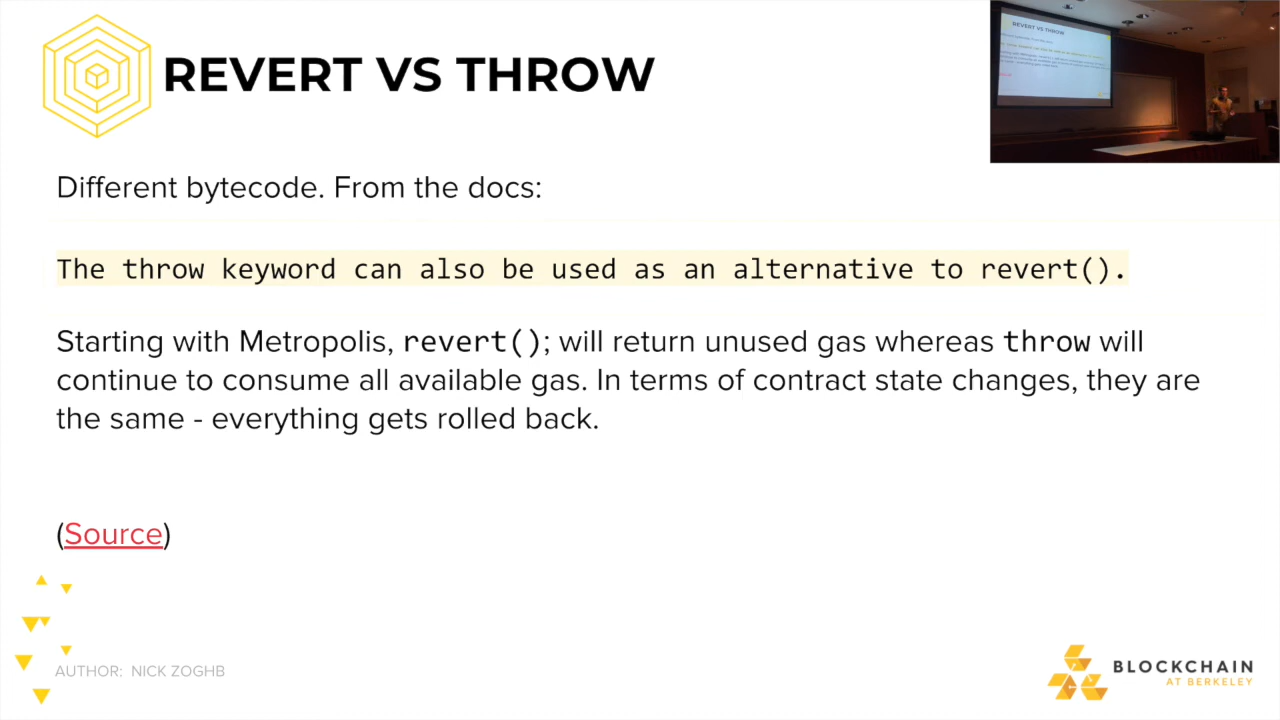 REVERT VS THROW
REVERT VS THROW
Different bytecode. From the docs:
The throw keyword can also be used as an alternative to revert().
Starting with Metropolis, revert(); will return unused gas whereas throw will
continue to consume all available gas. In terms of contract state changes, they are
the same - everything gets rolled back.
(Source)
AUTHOR: NICK ZOGHB
BLOCKCHAIN
AT BERKELEY